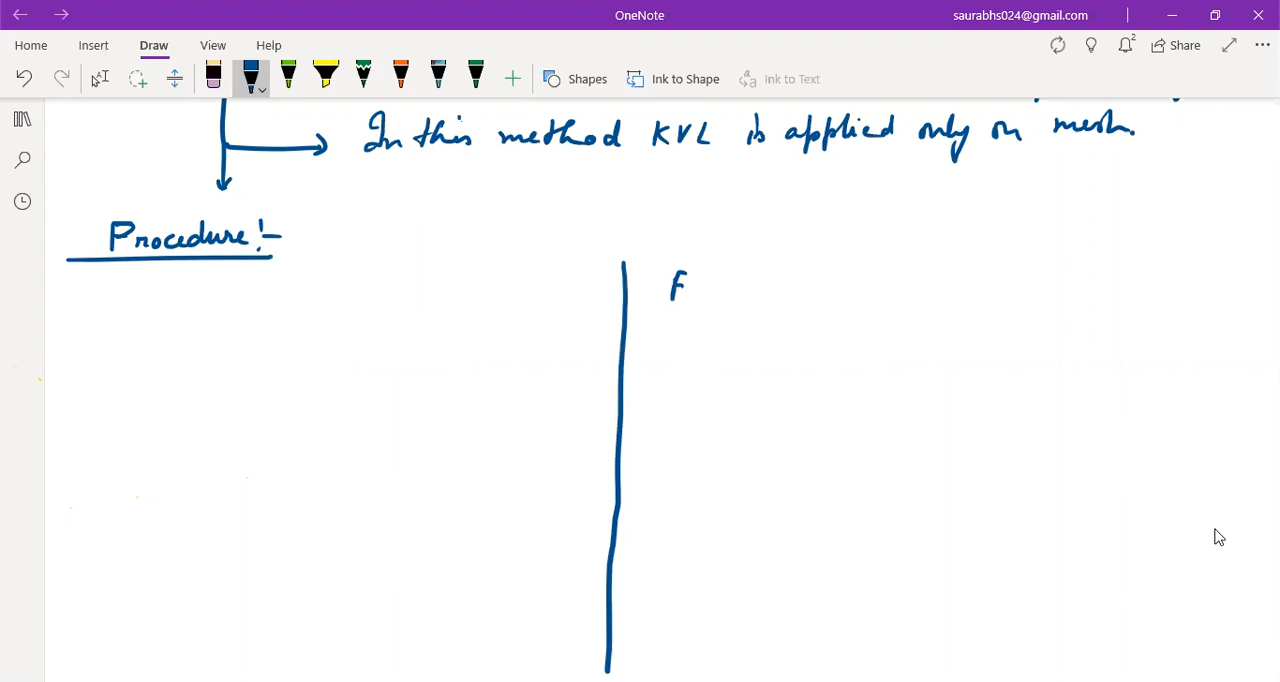 OneNote
saurabhs024@gmail.com
Home Insert Draw View Help
2 Share
Shapes Ink to Shape Ink to Text
In this method KVL is applied only on mesh.
Procedure:-
F